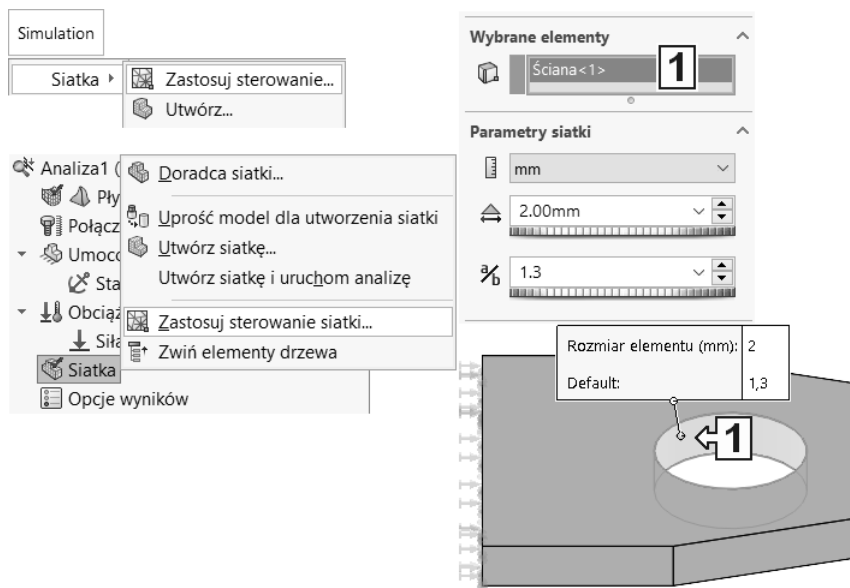 Simulation
Siatka
Zastosuj sterowanie...
Utwórz...
Analiza1 (
Pły
Połącz
Umoco
Sta
Obciąż
Siła
Siatka
Opcje wyników
Doradca siatki...
Uprość model dla utworzenia siatki
Utwórz siatkę...
Utwórz siatkę i uruchom analizę
Zastosuj sterowanie siatki...
Zwiń elementy drzewa
Wybrane elementy
Ściana<1>
1
Parametry siatki
mm
2.00mm
a/b 1.3
Rozmiar elementu (mm): 2
Default: 1,3
1